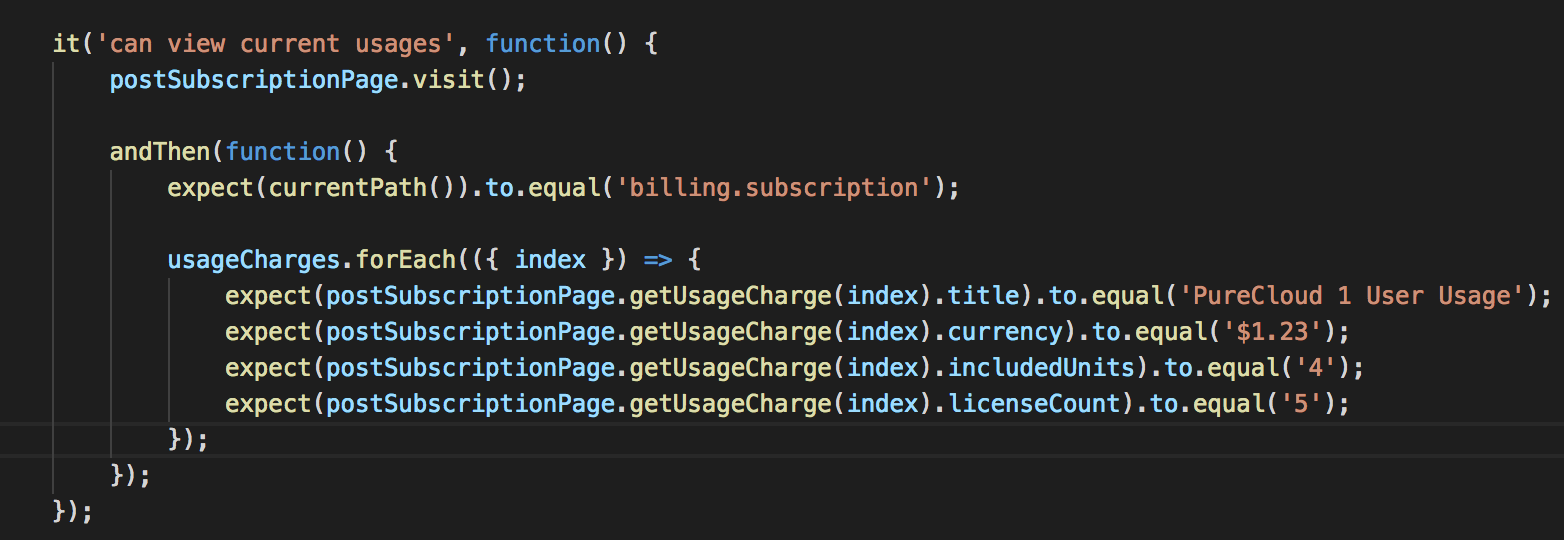 it('can view current usages', function() {
postSubscriptionPage.visit();
andThen(function() {
expect(currentPath()).to.equal('billing.subscription');
usageCharges.forEach(({ index }) => {
expect(postSubscriptionPage.getUsageCharge(index).title).to.equal('PureCloud 1 User Usage');
expect(postSubscriptionPage.getUsageCharge(index).currency).to.equal('$1.23');
expect(postSubscriptionPage.getUsageCharge(index).includedUnits).to.equal('4');
expect(postSubscriptionPage.getUsageCharge(index).licenseCount).to.equal('5');
});
});
});